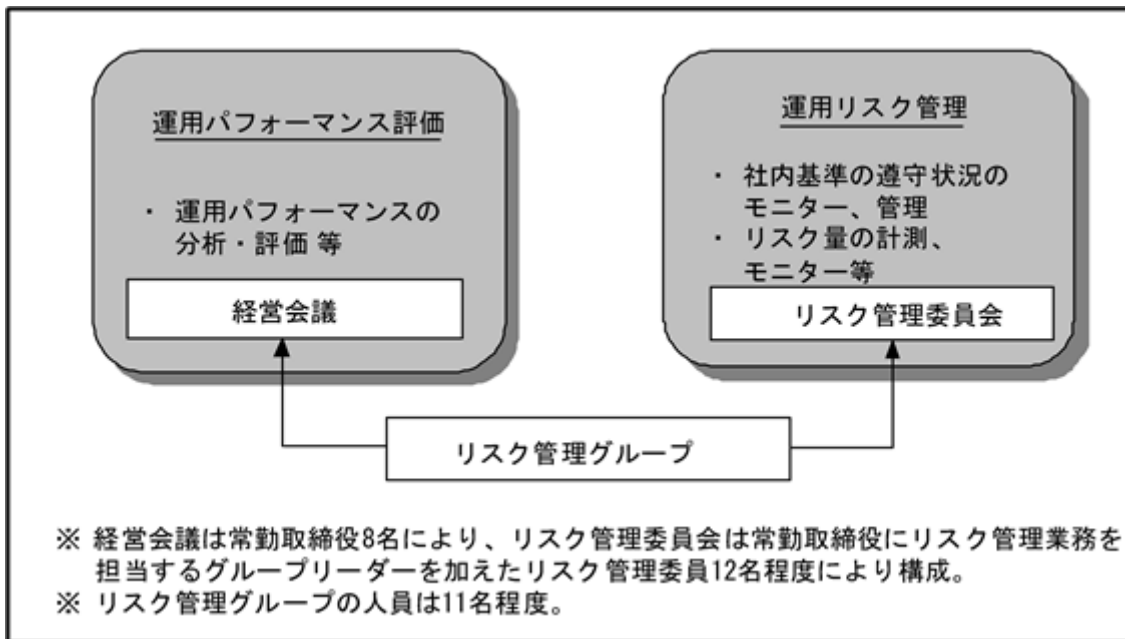 運用パフォーマンス評価
・ 運用パフォーマンスの
分析・評価 等
経営会議
運用リスク管理
・ 社内基準の遵守状況の
モニター、管理
・ リスク量の計測、
モニター等
リスク管理委員会
リスク管理グループ
※ 経営会議は常勤取締役8名により、リスク管理委員会は常勤取締役にリスク管理業務を
担当するグループリーダーを加えたリスク管理委員12名程度により構成。
※ リスク管理グループの人員は11名程度。